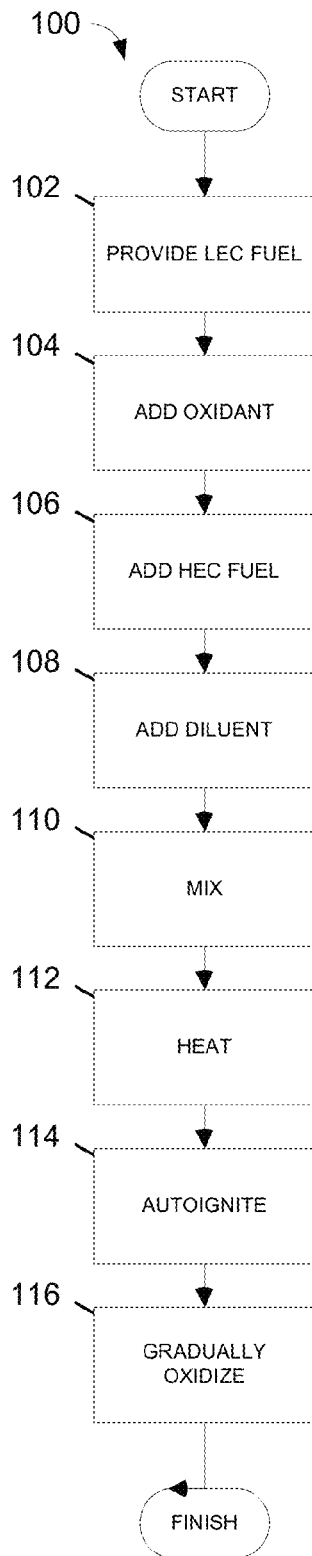 100
START
102
PROVIDE LEC FUEL
104
ADD OXIDANT
106
ADD HEC FUEL
108
ADD DILUENT
110
MIX
112
HEAT
114
AUTOIGNITE
116
GRADUALLY
OXIDIZE
FINISH